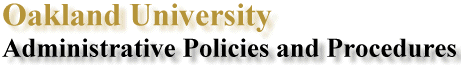 Oakland University
Administrative Policies and Procedures